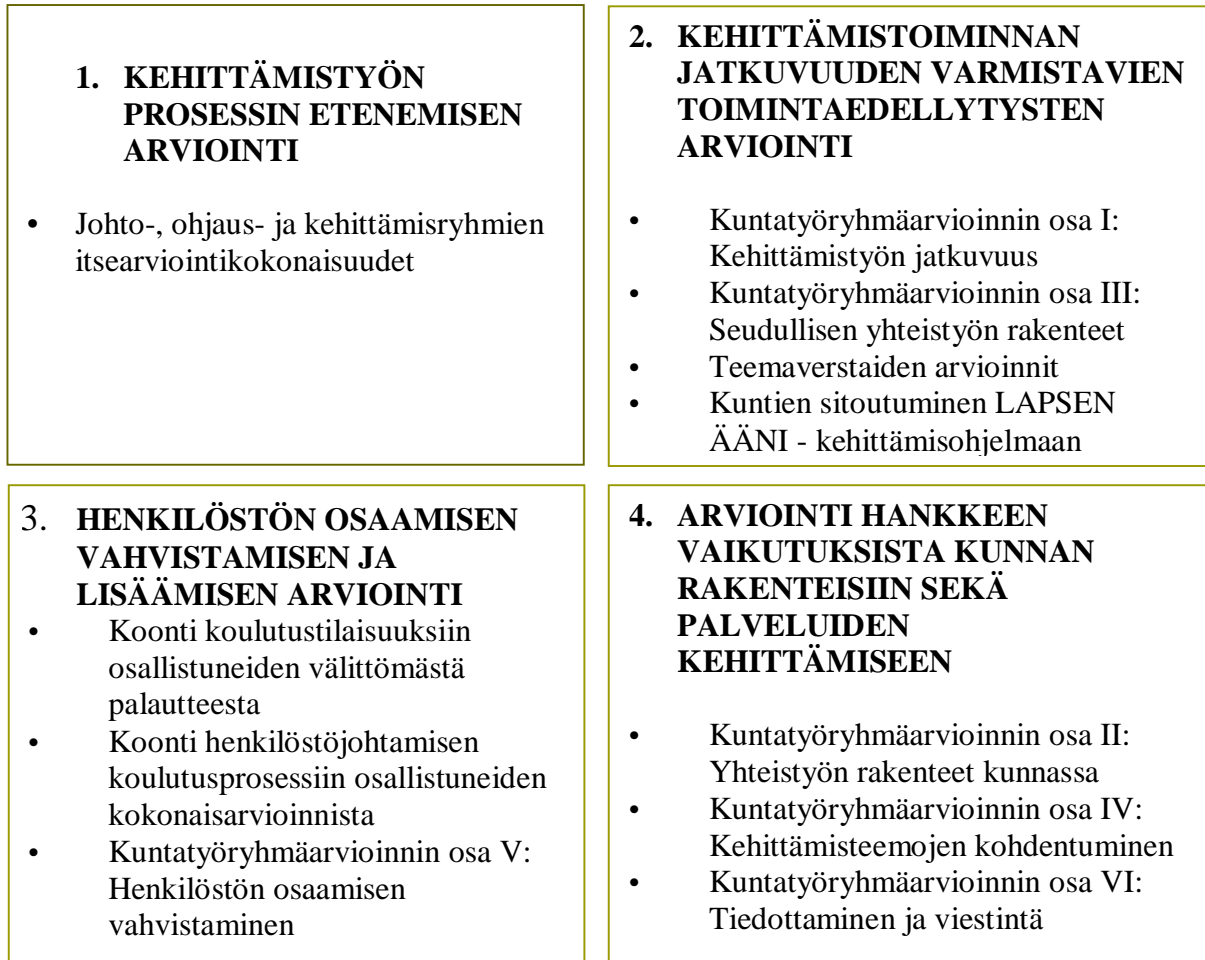 1. KEHITTÄMISTYÖN
PROSESSIN ETENEMISEN
ARVIOINTI
• Johto-, ohjaus- ja kehittämisryhmien
itsearviointikokonaisuudet
2. KEHITTÄMISTOIMINNAN
JATKUVUUDEN VARMISTAVIEN
TOIMINTAEDELLYTYSTEN
ARVIOINTI
• Kuntatyöryhmäarvioinnin osa I:
Kehittämistyön jatkuvuus
• Kuntatyöryhmäarvioinnin osa III:
Seudullisen yhteistyön rakenteet
• Teemaverstaiden arvioinnit
• Kuntien sitoutuminen LAPSEN
ÄÄNI - kehittämisohjelmaan
3. HENKILÖSTÖN OSAAMISEN
VAHVISTAMISEN JA
LISÄÄMISEN ARVIOINTI
• Koonti koulutustilaisuuksiin
osallistuneiden välittömästä
palautteesta
• Koonti henkilöstöjohtamisen
koulutusprosessiin osallistuneiden
kokonaisarvioinnista
• Kuntatyöryhmäarvioinnin osa V:
Henkilöstön osaamisen
vahvistaminen
4. ARVIOINTI HANKKEEN
VAIKUTUKSISTA KUNNAN
RAKENTEISIIN SEKÄ
PALVELUIDEN
KEHITTÄMISEEN
• Kuntatyöryhmäarvioinnin osa II:
Yhteistyön rakenteet kunnassa
• Kuntatyöryhmäarvioinnin osa IV:
Kehittämisteemojen kohdentuminen
• Kuntatyöryhmäarvioinnin osa VI:
Tiedottaminen ja viestintä